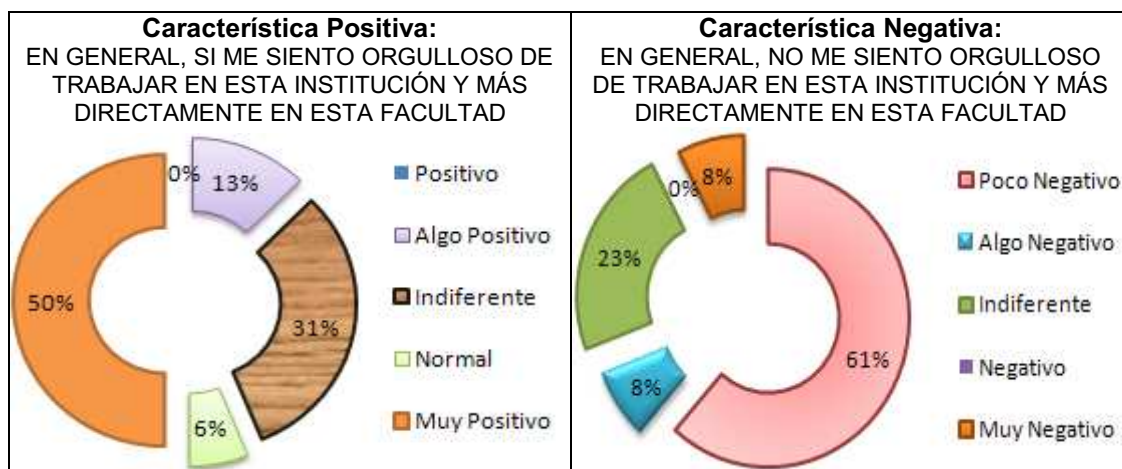 Característica Positiva:
EN GENERAL, SI ME SIENTO ORGULLOSO DE
TRABAJAR EN ESTA INSTITUCIÓN Y MÁS
DIRECTAMENTE EN ESTA FACULTAD
0%
13%
31%
6%
50%
Positivo
Algo Positivo
Indiferente
Normal
Muy Positivo
Característica Negativa:
EN GENERAL, NO ME SIENTO ORGULLOSO
DE TRABAJAR EN ESTA INSTITUCIÓN Y MÁS
DIRECTAMENTE EN ESTA FACULTAD
0%
8%
23%
8%
61%
Poco Negativo
Algo Negativo
Indiferente
Negativo
Muy Negativo